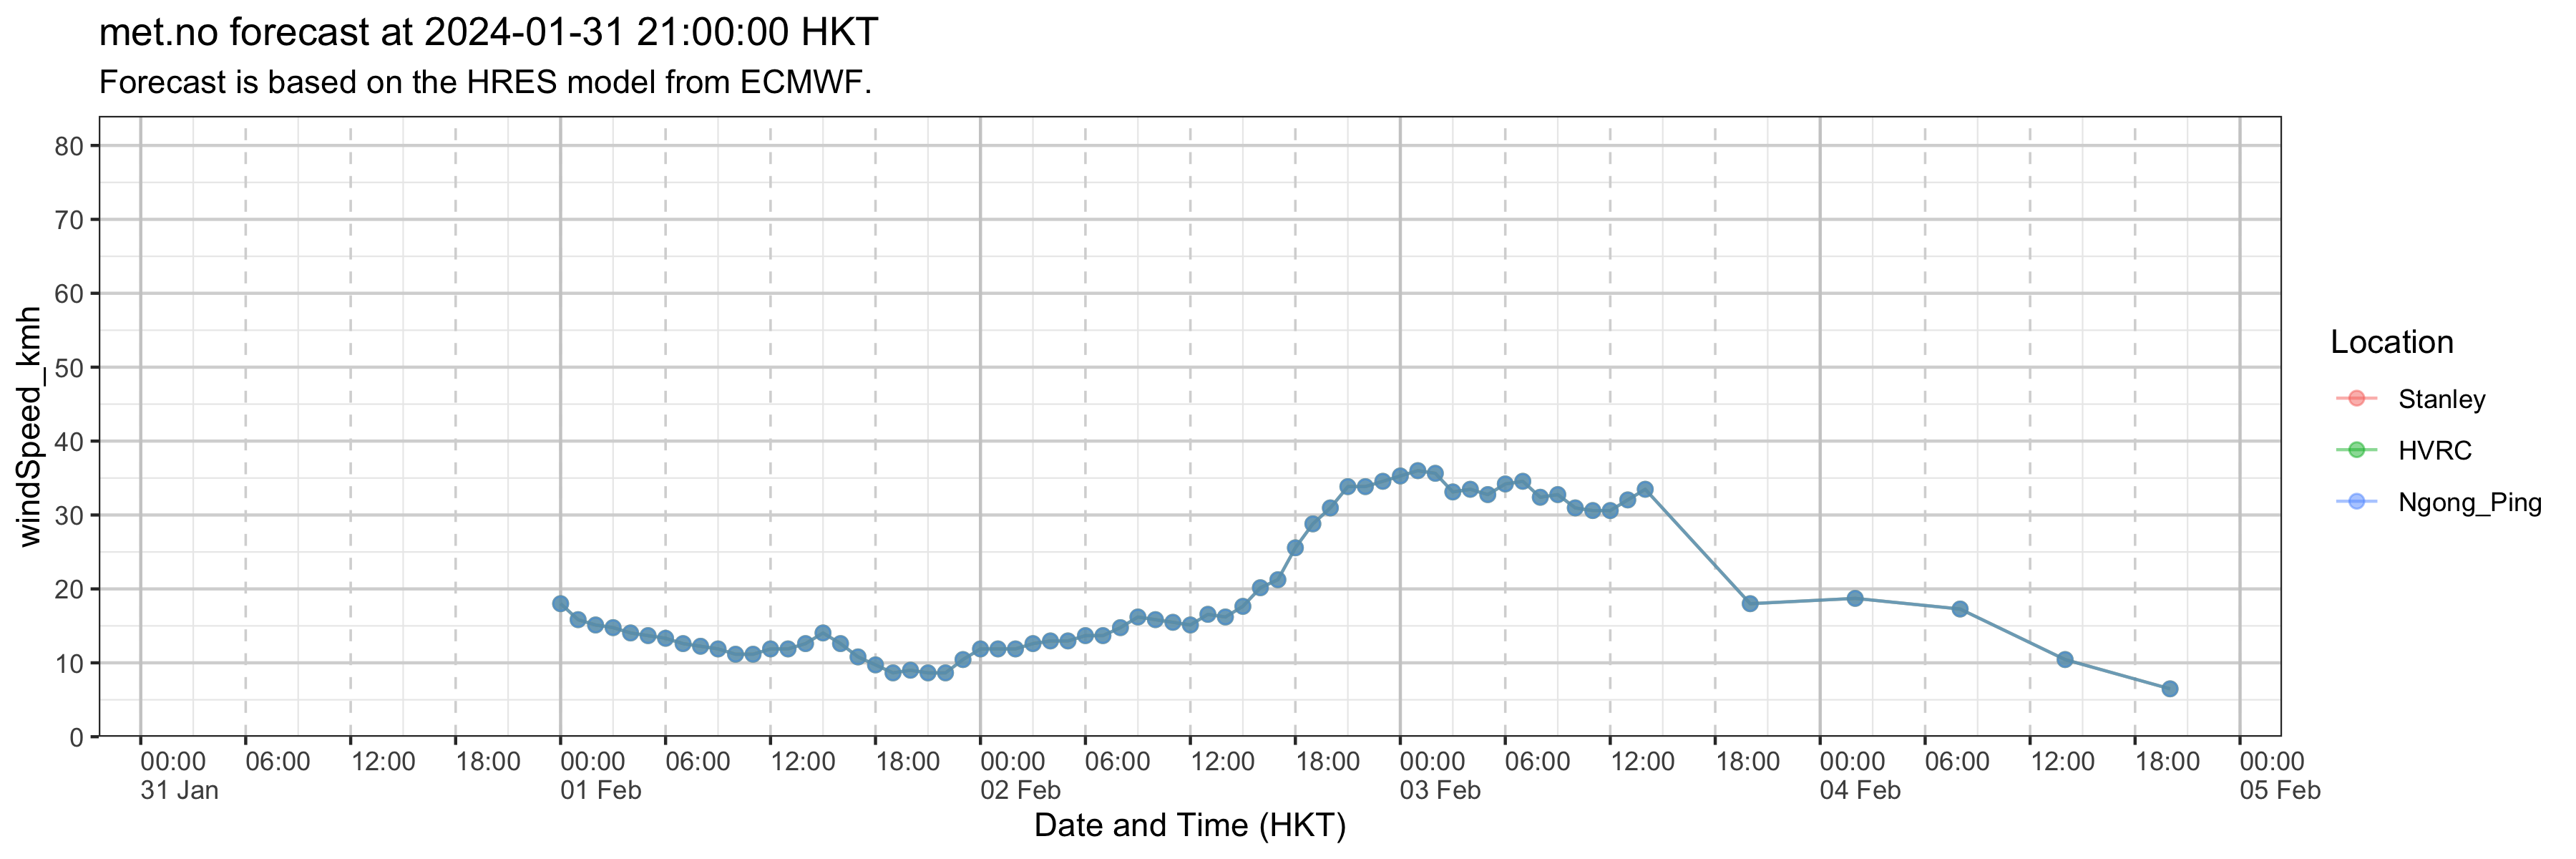 met.no forecast at 2024-01-31 21:00:00 HKT
Forecast is based on the HRES model from ECMWF.
windSpeed_kmh
80
70
60
50
40
30
20
10
0
00:00 06:00 12:00 18:00 00:00 06:00 12:00 18:00 00:00 06:00 12:00 18:00 00:00 06:00 12:00 18:00 00:00 06:00 12:00 18:00 00:00
31 Jan 01 Feb 02 Feb 03 Feb 04 Feb 05 Feb
Date and Time (HKT)
Location
Stanley
HVRC
Ngong_Ping